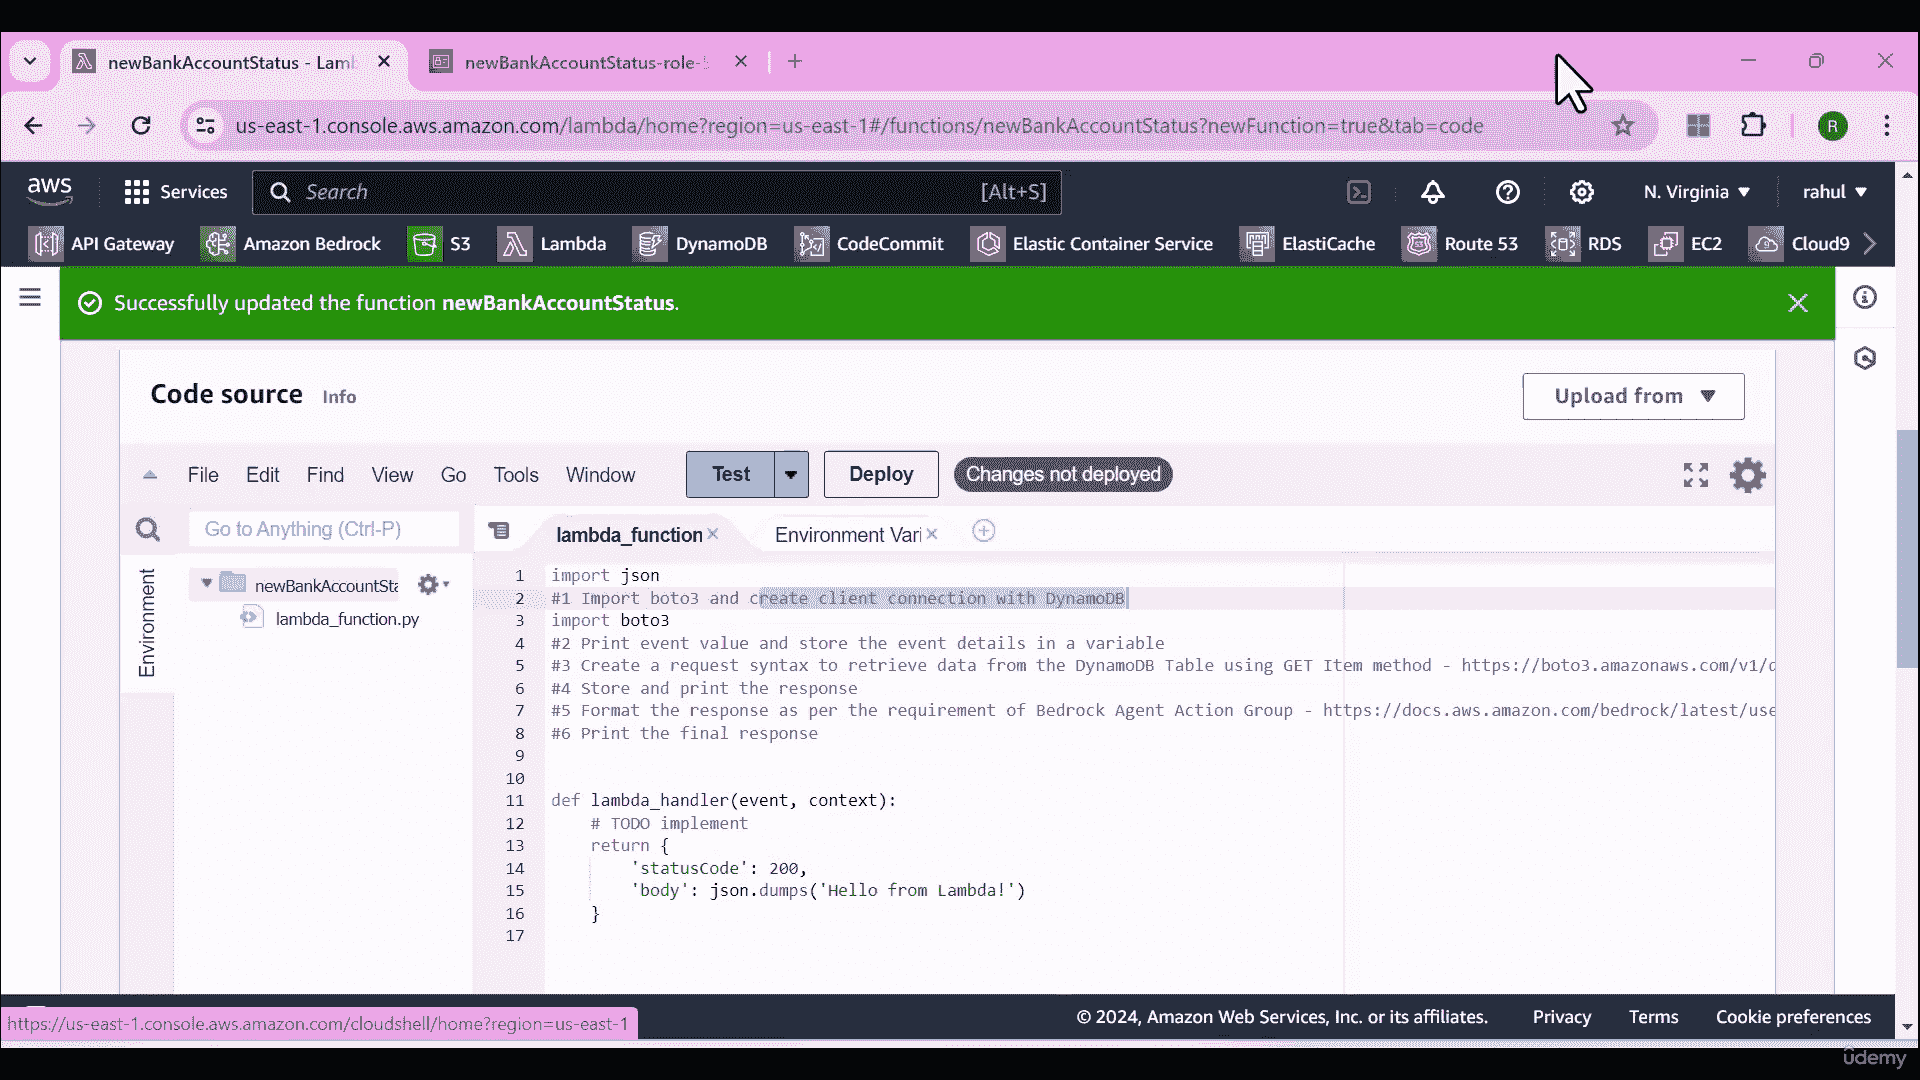 newBankAccountStatus - Lam
newBankAccountStatus-role-
us-east-1.console.aws.amazon.com/lambda/home?region=us-east-1#/functions/newBankAccountStatus?newFunction=true&tab=code
R
aws
Services
Search
[Alt+S]
N. Virginia
rahul
API Gateway
Amazon Bedrock
S3
Lambda
DynamoDB
CodeCommit
Elastic Container Service
ElastiCache
Route 53
RDS
EC2
Cloud9
Successfully updated the function newBankAccountStatus.
Code source Info
Upload from
File Edit Find View Go Tools Window
Test
Deploy
Changes not deployed
Go to Anything (Ctrl-P)
lambda_function
Environment Vari
Environment
newBankAccountSta
lambda_function.py
1 import json
2 #1 Import boto3 and create client connection with DynamoDB
3 import boto3
4 #2 Print event value and store the event details in a variable
5 #3 Create a request syntax to retrieve data from the DynamoDB Table using GET Item method - https://boto3.amazonaws.com/v1/d
6 #4 Store and print the response
7 #5 Format the response as per the requirement of Bedrock Agent Action Group - https://docs.aws.amazon.com/bedrock/latest/use
8 #6 Print the final response
9
10
11 def lambda_handler(event, context):
12 # TODO implement
13 return {
14 'statusCode': 200,
15 'body': json.dumps('Hello from Lambda!')
16 }
17
https://us-east-1.console.aws.amazon.com/cloudshell/home?region=us-east-1
© 2024, Amazon Web Services, Inc. or its affiliates.
Privacy
Terms
Cookie preferences
ûdemy